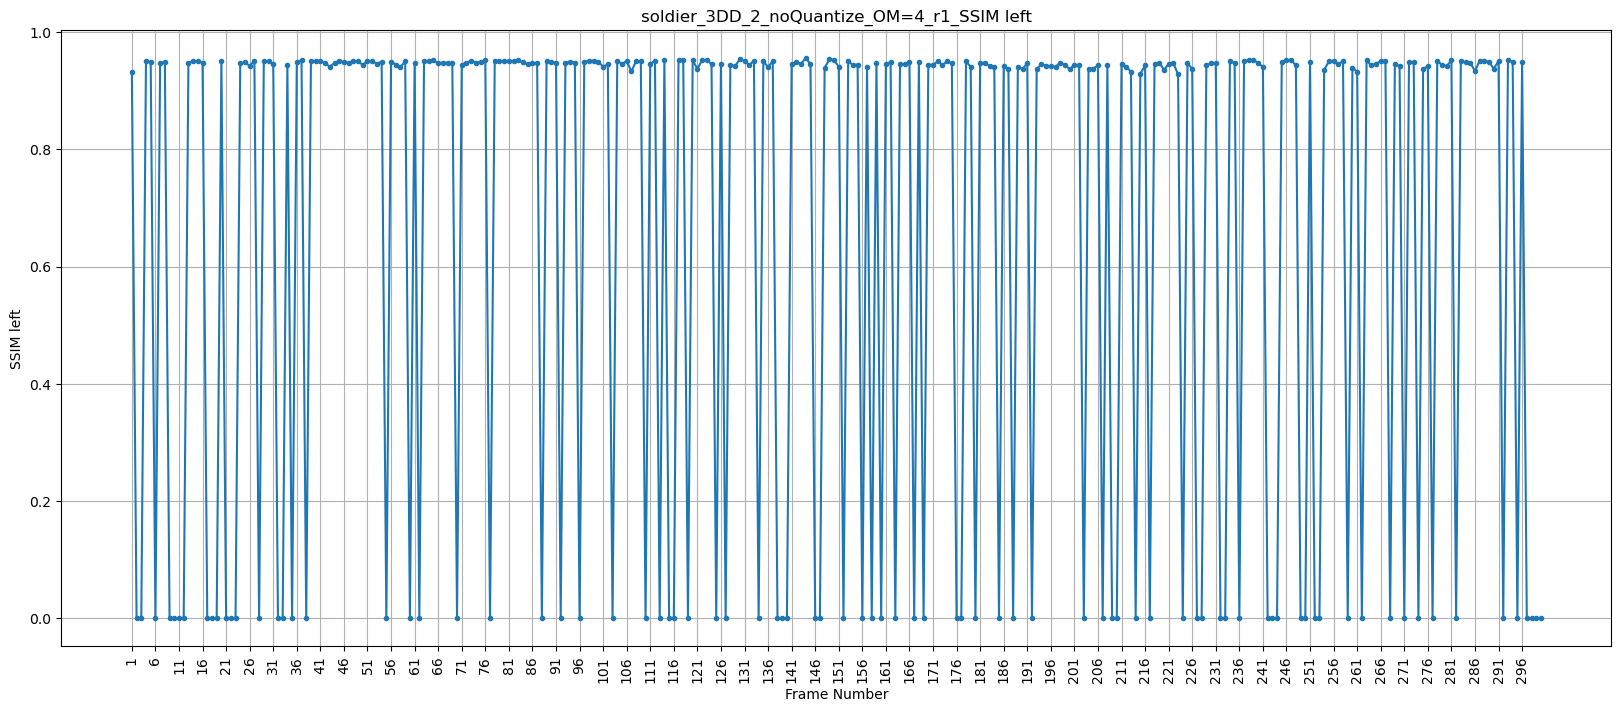 soldier_3DD_2_noQuantize_OM=4_r1_SSIM left
1.0
0.8
0.6
0.4
0.2
0.0
SSIM left
1 6 11 16 21 26 31 36 41 46 51 56 61 66 71 76 81 86 91 96 101 106 111 116 121 126 131 136 141 146 151 156 161 166 171 176 181 186 191 196 201 206 211 216 221 226 231 236 241 246 251 256 261 266 271 276 281 286 291 296
Frame Number